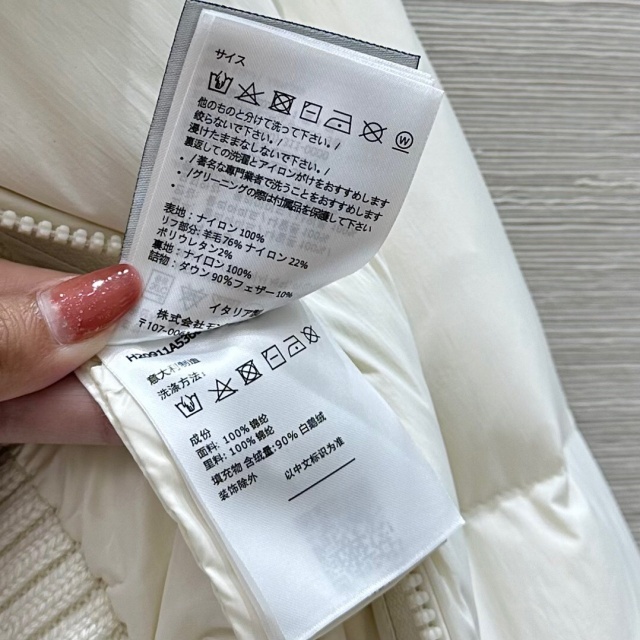 サイズ
他のものと分けて洗って下さい。/
絞らないで下さい。/
浸けたままなしないで下さい。/
裏返しての洗濯とアイロンがけをおすすめします
・/著名な専門業者で洗うことをおすすめします
・/クリーニングの際は付属品を保護して下さい
表地: ナイロン 100%
リブ部分: 羊毛76% ナイロン 22%
ポリウレタン2%
裏地: ナイロン 100%
詰物: ダウン 90%フェザー 10%
イタリア製
株式会社
〒107-00
意大利制造
洗涤方法:
成份
面料: 100% 锦纶
里料: 100% 锦纶
填充物 含绒量:90% 白鹅绒
装饰除外
以中文标识为准